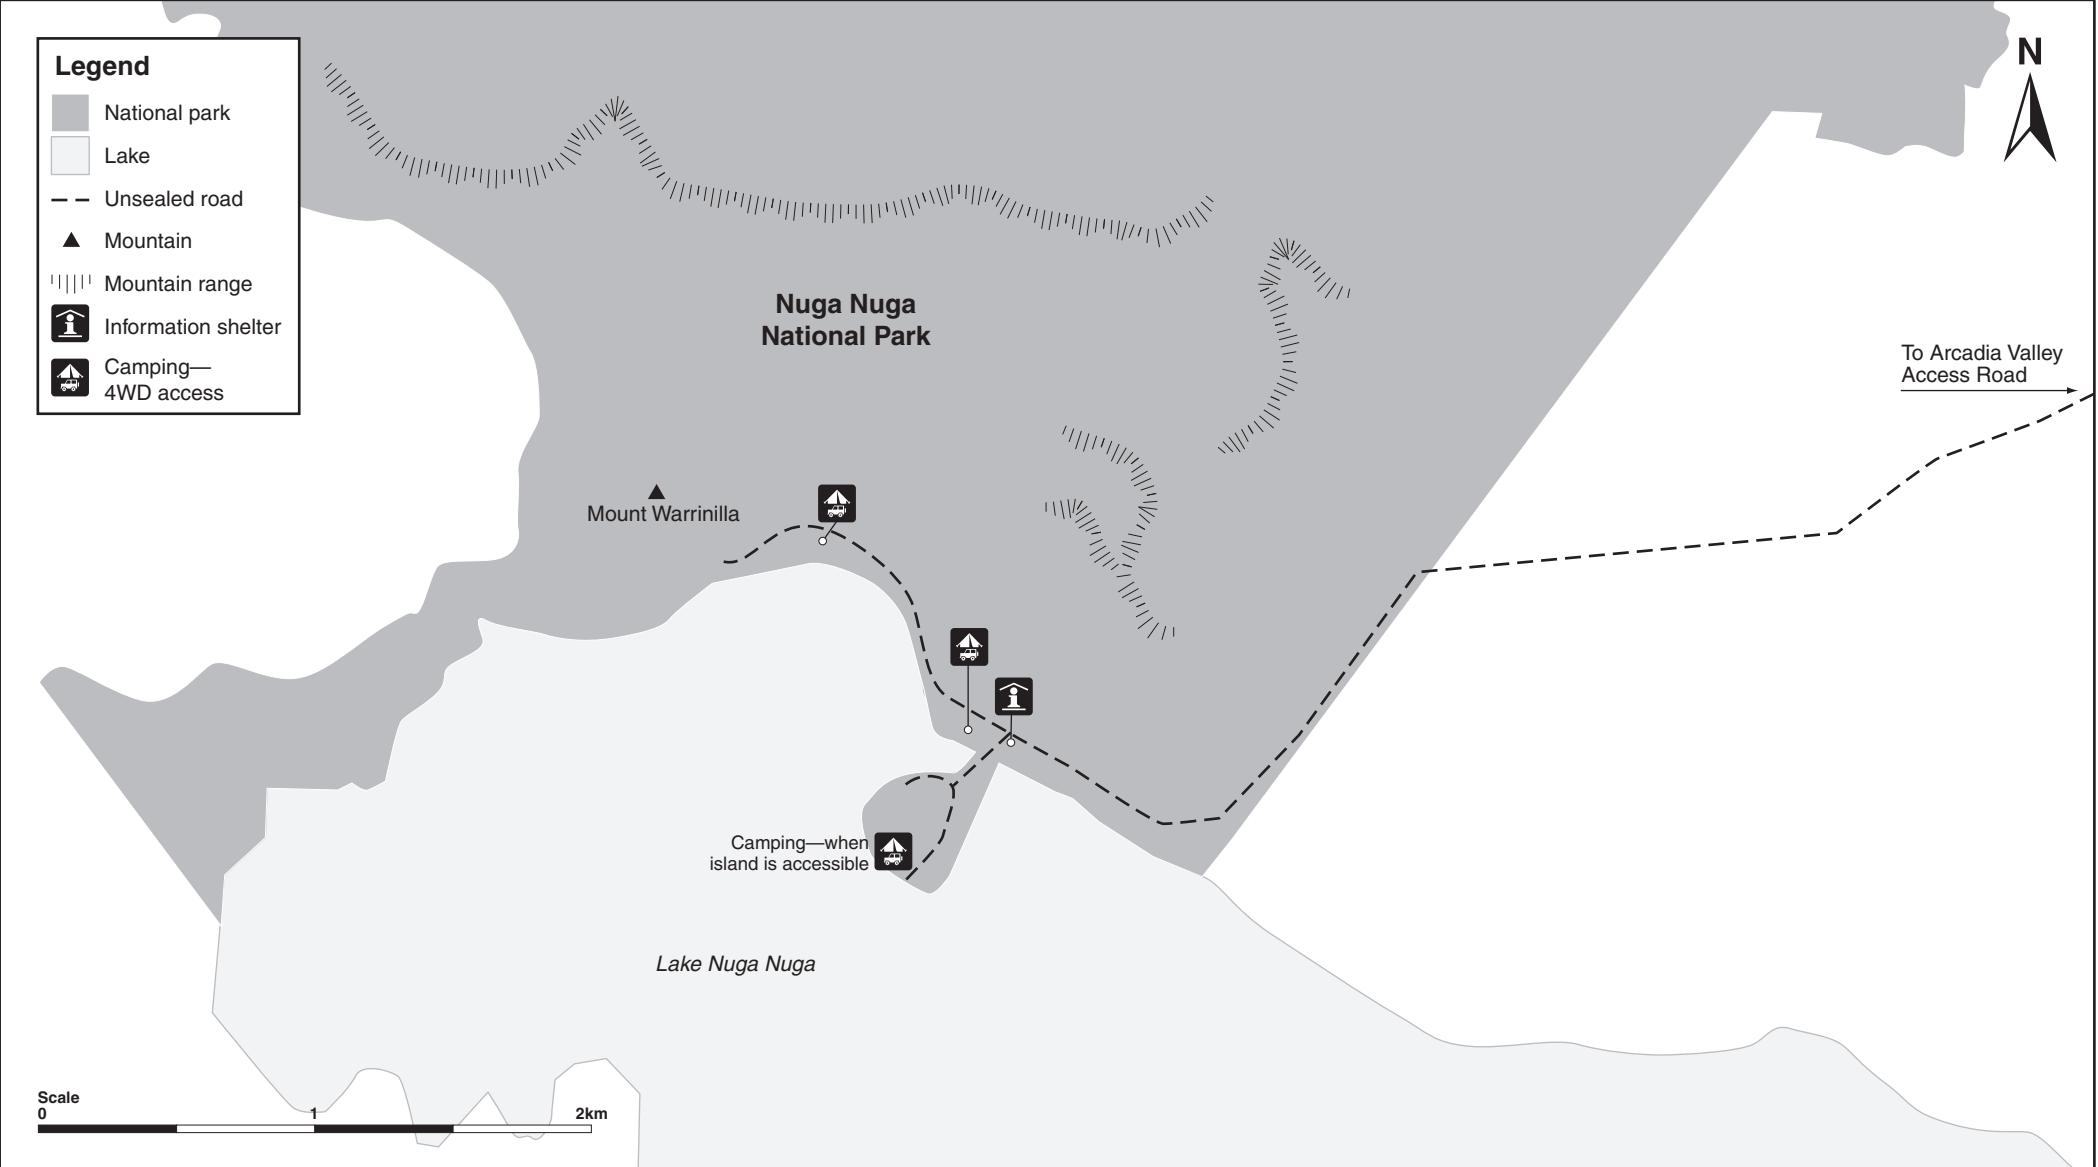 Legend
National park
Lake
Unsealed road
Mountain
Mountain range
Information shelter
Camping—
4WD access
N
Nuga Nuga
National Park
To Arcadia Valley
Access Road
Mount Warrinilla
Camping—when
island is accessible
Lake Nuga Nuga
Scale
0 1 2km